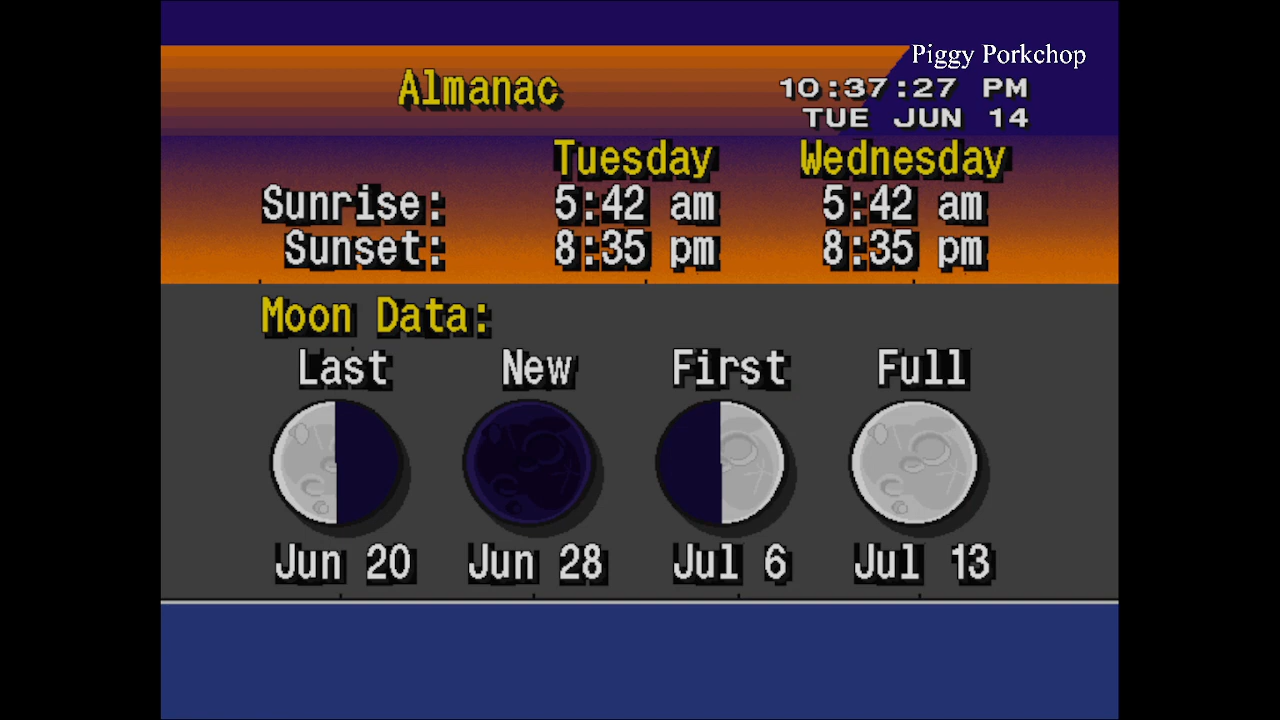 Piggy Porkchop
Almanac
10:37:27 PM
TUE JUN 14
Tuesday Wednesday
Sunrise: 5:42 am 5:42 am
Sunset: 8:35 pm 8:35 pm
Moon Data:
Last New First Full
Jun 20 Jun 28 Jul 6 Jul 13